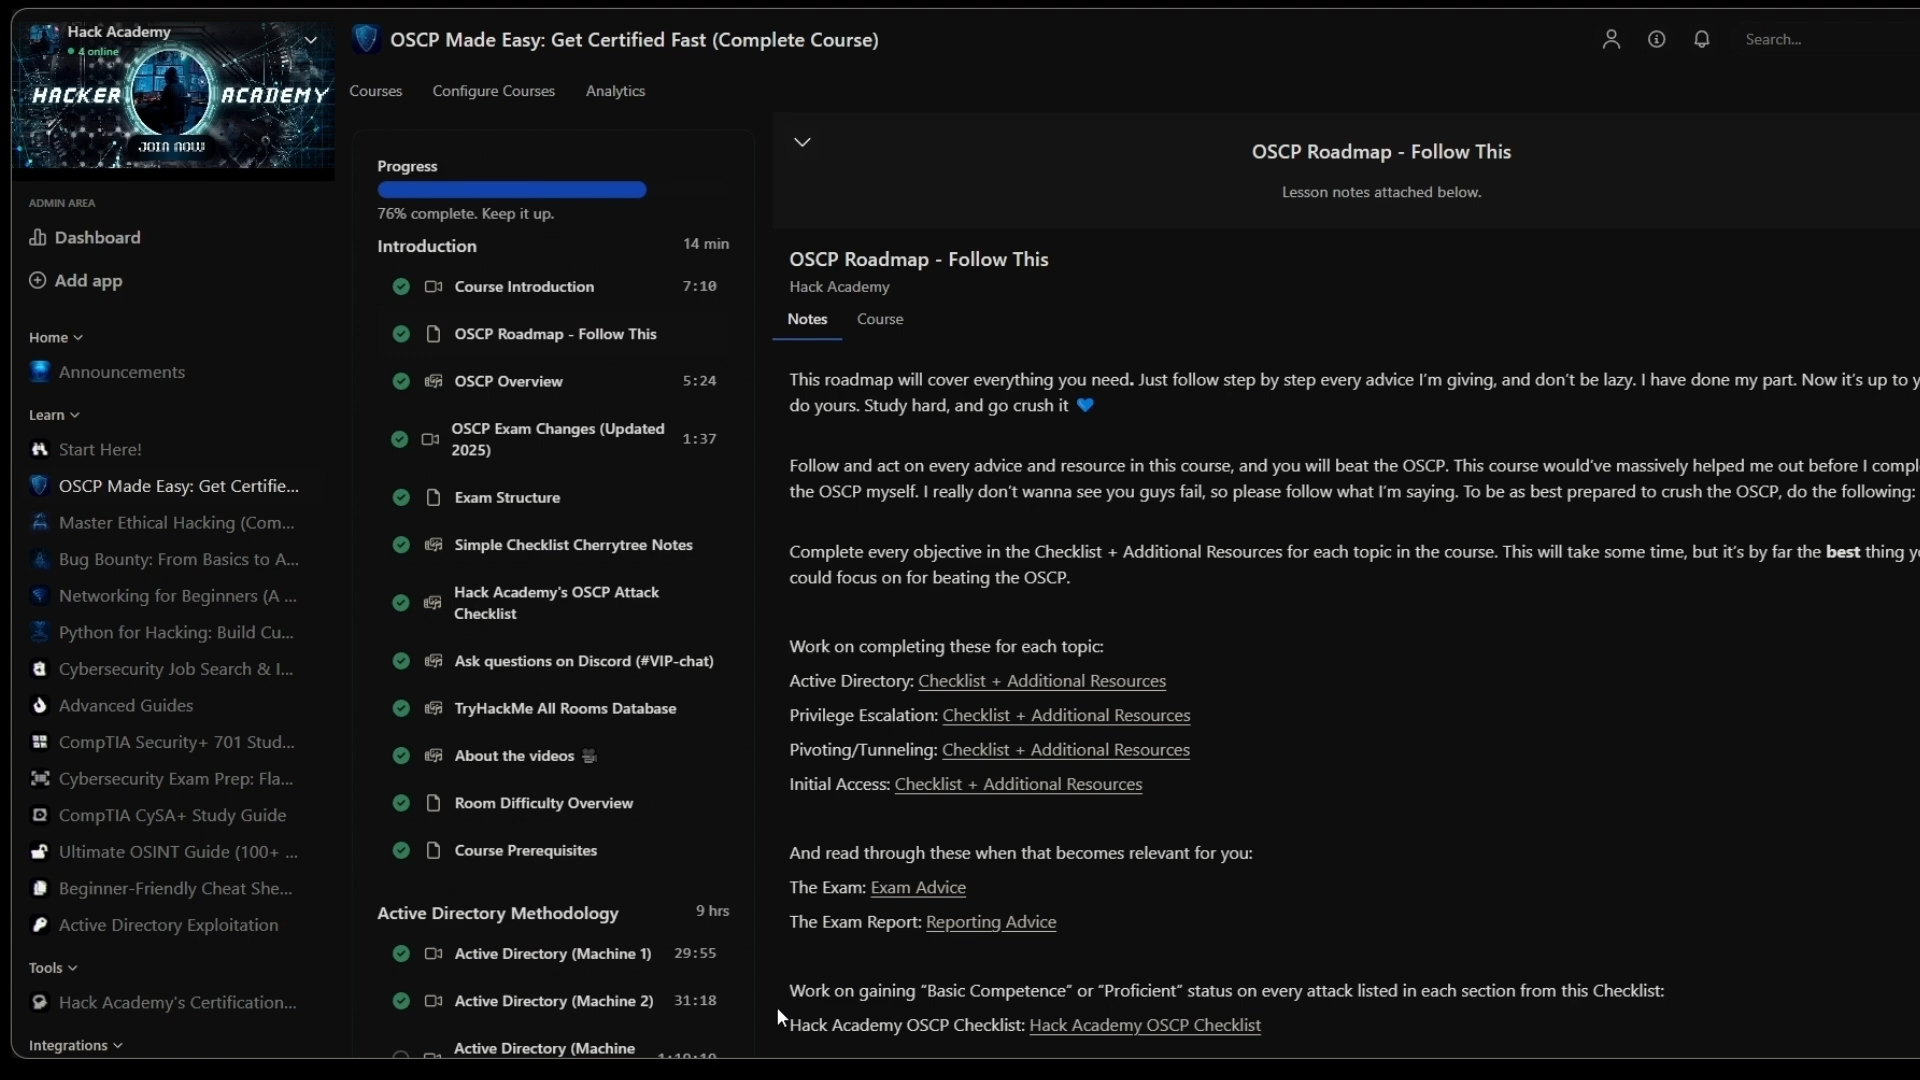 Hack Academy
4 online
HACKER ACADEMY
JOIN NOW
ADMIN AREA
Dashboard
Add app
Home
Announcements
Learn
Start Here!
OSCP Made Easy: Get Certifie...
Master Ethical Hacking (Com...
Bug Bounty: From Basics to A...
Networking for Beginners (A ...
Python for Hacking: Build Cu...
Cybersecurity Job Search & I...
Advanced Guides
CompTIA Security+ 701 Stud...
Cybersecurity Exam Prep: Fla...
CompTIA CySA+ Study Guide
Ultimate OSINT Guide (100+ ...
Beginner-Friendly Cheat She...
Active Directory Exploitation
Tools
Hack Academy's Certification...
Integrations
OSCP Made Easy: Get Certified Fast (Complete Course)
Search...
Courses Configure Courses Analytics
Progress
76% complete. Keep it up.
Introduction 14 min
Course Introduction 7:10
OSCP Roadmap - Follow This
OSCP Overview 5:24
OSCP Exam Changes (Updated
2025) 1:37
Exam Structure
Simple Checklist Cherrytree Notes
Hack Academy's OSCP Attack
Checklist
Ask questions on Discord (#VIP-chat)
TryHackMe All Rooms Database
About the videos
Room Difficulty Overview
Course Prerequisites
Active Directory Methodology 9 hrs
Active Directory (Machine 1) 29:55
Active Directory (Machine 2) 31:18
Active Directory (Machine
OSCP Roadmap - Follow This
Lesson notes attached below.
OSCP Roadmap - Follow This
Hack Academy
Notes Course
This roadmap will cover everything you need. Just follow step by step every advice I'm giving, and don't be lazy. I have done my part. Now it's up to y
do yours. Study hard, and go crush it 💙
Follow and act on every advice and resource in this course, and you will beat the OSCP. This course would've massively helped me out before I compl
the OSCP myself. I really don't wanna see you guys fail, so please follow what I'm saying. To be as best prepared to crush the OSCP, do the following:
Complete every objective in the Checklist + Additional Resources for each topic in the course. This will take some time, but it's by far the best thing y
could focus on for beating the OSCP.
Work on completing these for each topic:
Active Directory: Checklist + Additional Resources
Privilege Escalation: Checklist + Additional Resources
Pivoting/Tunneling: Checklist + Additional Resources
Initial Access: Checklist + Additional Resources
And read through these when that becomes relevant for you:
The Exam: Exam Advice
The Exam Report: Reporting Advice
Work on gaining “Basic Competence” or “Proficient” status on every attack listed in each section from this Checklist:
Hack Academy OSCP Checklist: Hack Academy OSCP Checklist